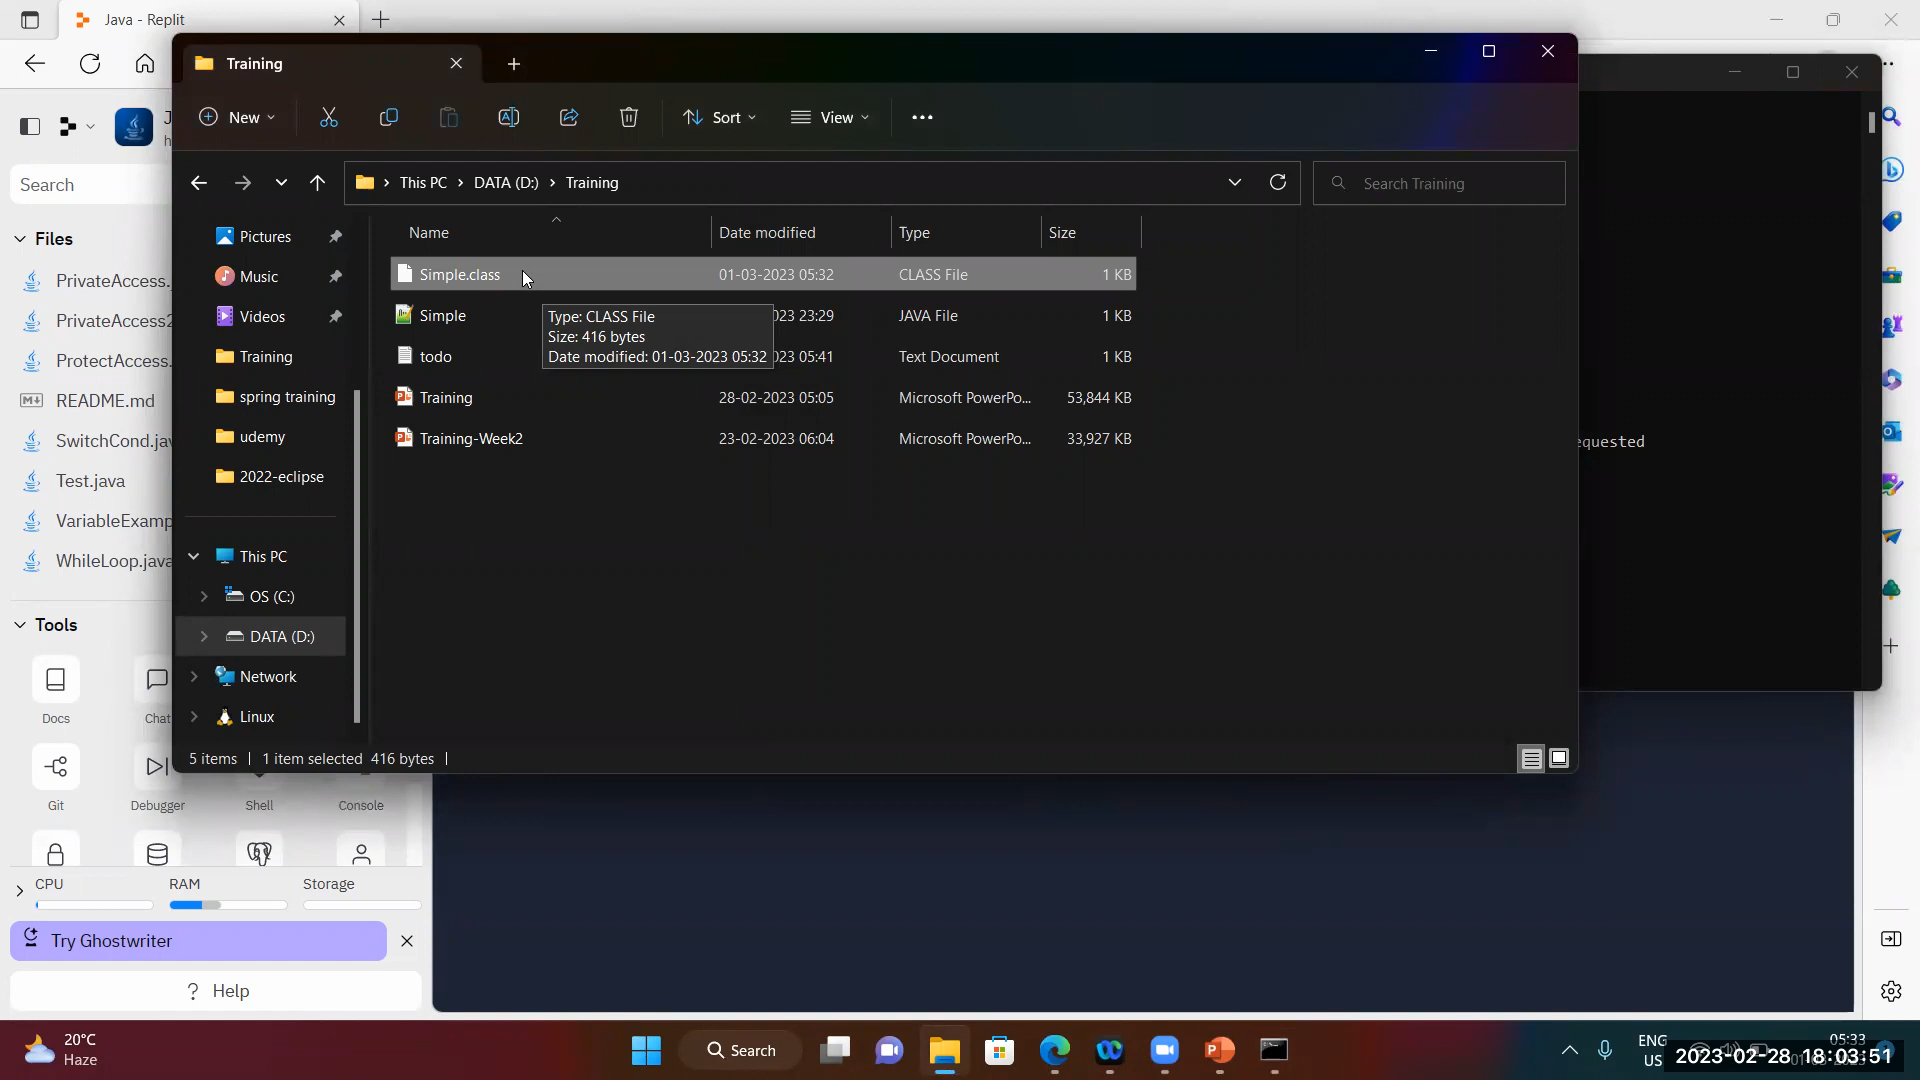 Java - Replit
Training
New
Sort
View
This PC
DATA (D:)
Training
Search Training
Search
Files
PrivateAccess.
PrivateAccess2
ProtectAccess.
README.md
SwitchCond.jav
Test.java
VariableExamp
WhileLoop.java
Tools
Docs
Chat
Git
Debugger
Shell
Console
CPU
RAM
Storage
Try Ghostwriter
? Help
Pictures
Music
Videos
Training
spring training
udemy
2022-eclipse
This PC
OS (C:)
DATA (D:)
Network
Linux
Name Date modified Type Size
Simple.class 01-03-2023 05:32 CLASS File 1 KB
Simple 023 23:29 JAVA File 1 KB
todo 023 05:41 Text Document 1 KB
Training 28-02-2023 05:05 Microsoft PowerPo... 53,844 KB
Training-Week2 23-02-2023 06:04 Microsoft PowerPo... 33,927 KB
Type: CLASS File
Size: 416 bytes
Date modified: 01-03-2023 05:32
5 items 1 item selected 416 bytes
equested
20°C
Haze
Search
ENG
US
05:33
2023-02-28 18:03:51